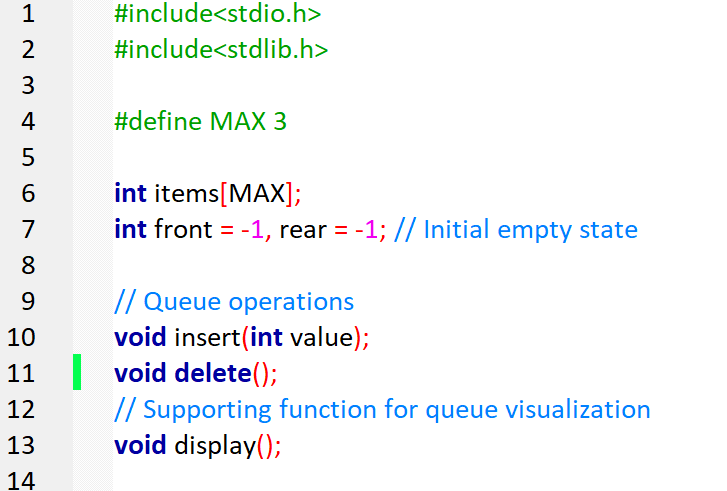 1 #include<stdio.h>
2 #include<stdlib.h>
3
4 #define MAX 3
5
6 int items[MAX];
7 int front = -1, rear = -1; // Initial empty state
8
9 // Queue operations
10 void insert(int value);
11 void delete();
12 // Supporting function for queue visualization
13 void display();
14